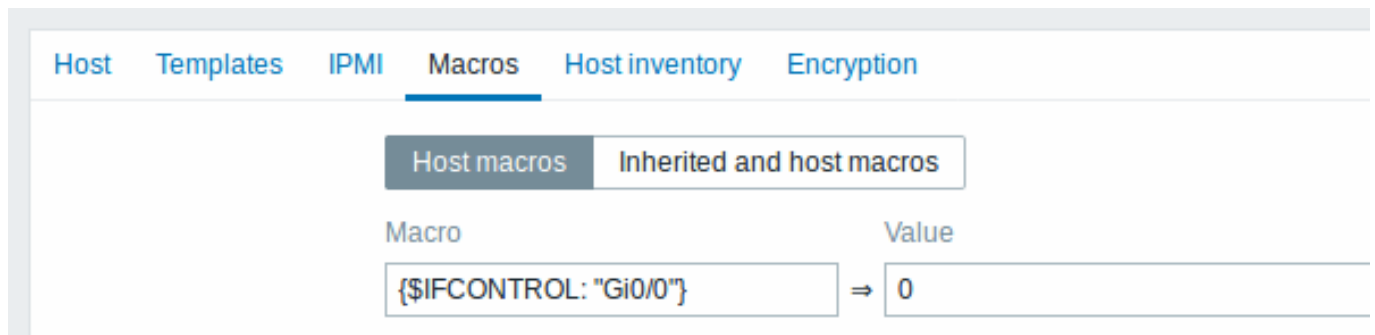 Host Templates IPMI Macros Host inventory Encryption
Host macros Inherited and host macros
Macro Value
{$IFCONTROL: "Gi0/0"} ⇒ 0